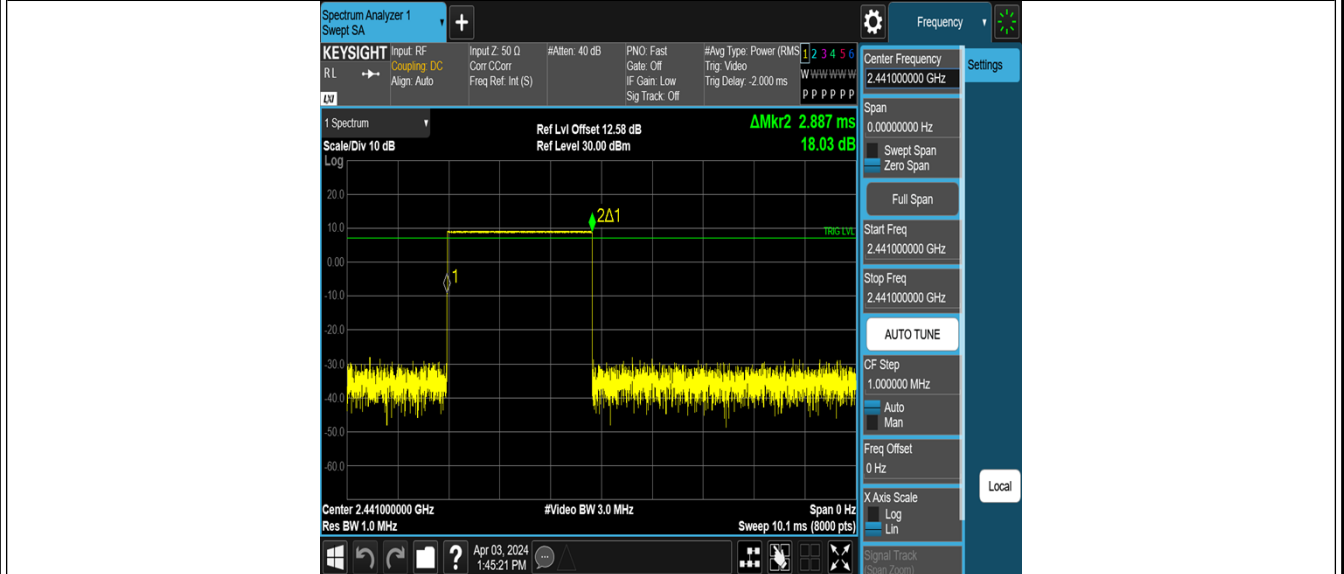 Spectrum Analyzer 1
Swept SA
+
Frequency
KEYSIGHT
RL
LXI
Input: RF
Coupling: DC
Align: Auto
Input Z: 50 Ω
Corr CCorr
Freq Ref: Int (S)
#Atten: 40 dB
PNO: Fast
Gate: Off
IF Gain: Low
Sig Track: Off
#Avg Type: Power (RMS
Trig: Video
Trig Delay: -2.000 ms
1 2 3 4 5 6
W W W W W W
P P P P P P
1 Spectrum
Scale/Div 10 dB
Log
Ref Lvl Offset 12.58 dB
Ref Level 30.00 dBm
ΔMkr2 2.887 ms
18.03 dB
20.0
10.0
0.00
-10.0
-20.0
-30.0
-40.0
-50.0
-60.0
2Δ1
1
TRIG LVL
Center 2.441000000 GHz
Res BW 1.0 MHz
#Video BW 3.0 MHz
Span 0 Hz
Sweep 10.1 ms (8000 pts)
Center Frequency
2.441000000 GHz
Settings
Span
0.00000000 Hz
Swept Span
Zero Span
Full Span
Start Freq
2.441000000 GHz
Stop Freq
2.441000000 GHz
AUTO TUNE
CF Step
1.000000 MHz
Auto
Man
Freq Offset
0 Hz
X Axis Scale
Log
Lin
Signal Track
(Span Zoom)
Local
?
Apr 03, 2024
1:45:21 PM